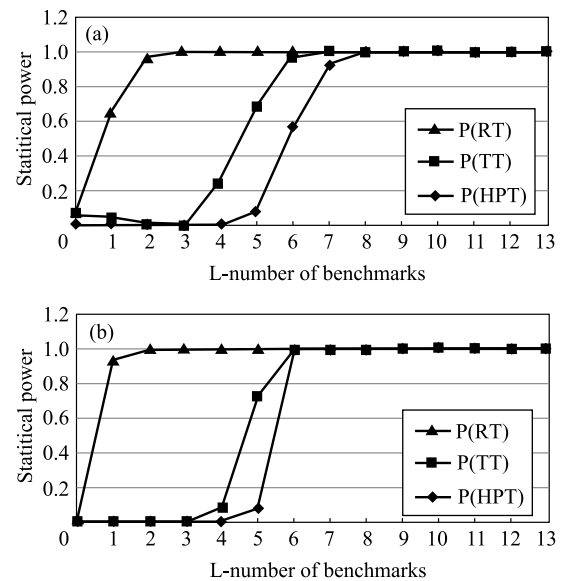 1.2
(a)
1.0
0.8
0.6
0.4
0.2
0
Statitical power
P(RT)
P(TT)
P(HPT)
1 2 3 4 5 6 7 8 9 10 11 12 13
L-number of benchmarks
1.2
(b)
1.0
0.8
0.6
0.4
0.2
0
Statitical power
P(RT)
P(TT)
P(HPT)
1 2 3 4 5 6 7 8 9 10 11 12 13
L-number of benchmarks